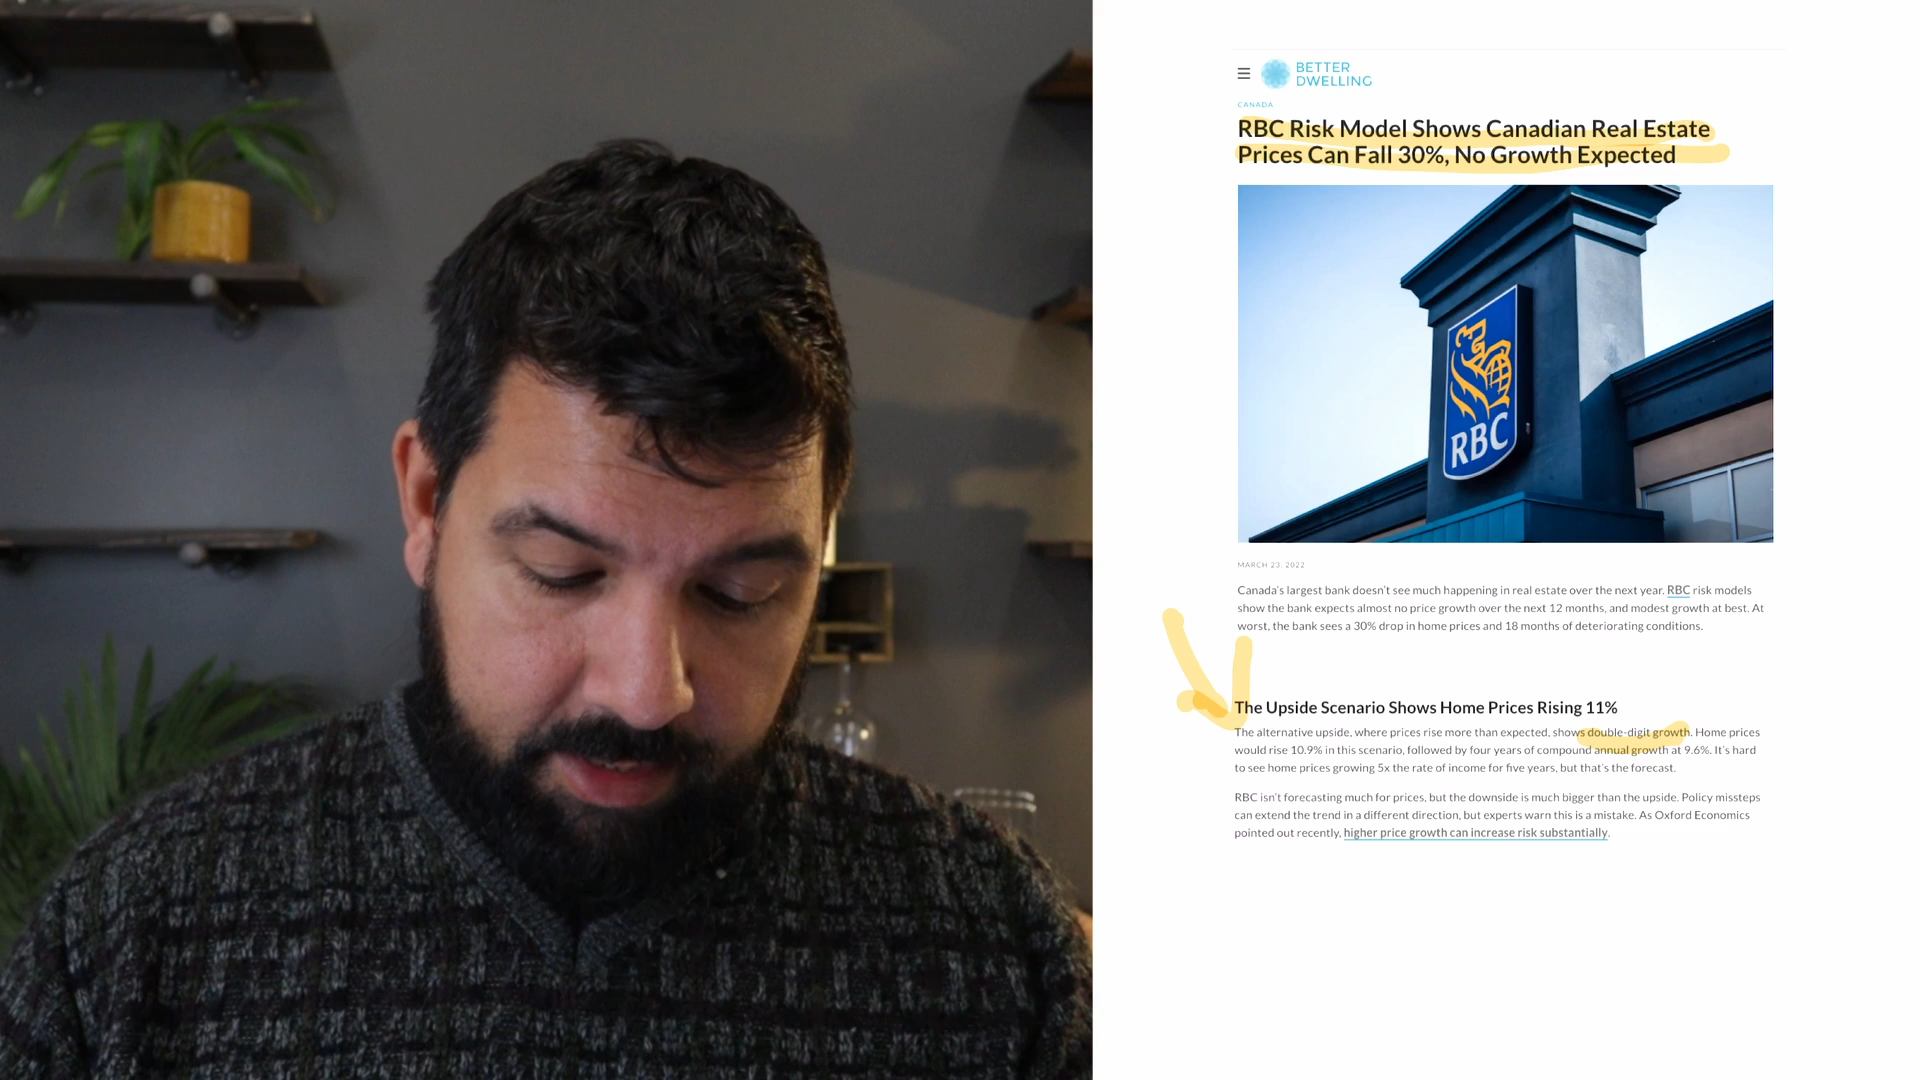 BETTER
DWELLING
CANADA
RBC Risk Model Shows Canadian Real Estate
Prices Can Fall 30%, No Growth Expected
RBC
MARCH 23, 2022
Canada's largest bank doesn't see much happening in real estate over the next year. RBC risk models
show the bank expects almost no price growth over the next 12 months, and modest growth at best. At
worst, the bank sees a 30% drop in home prices and 18 months of deteriorating conditions.
The Upside Scenario Shows Home Prices Rising 11%
The alternative upside, where prices rise more than expected, shows double-digit growth. Home prices
would rise 10.9% in this scenario, followed by four years of compound annual growth at 9.6%. It's hard
to see home prices growing 5x the rate of income for five years, but that's the forecast.
RBC isn't forecasting much for prices, but the downside is much bigger than the upside. Policy missteps
can extend the trend in a different direction, but experts warn this is a mistake. As Oxford Economics
pointed out recently, higher price growth can increase risk substantially.